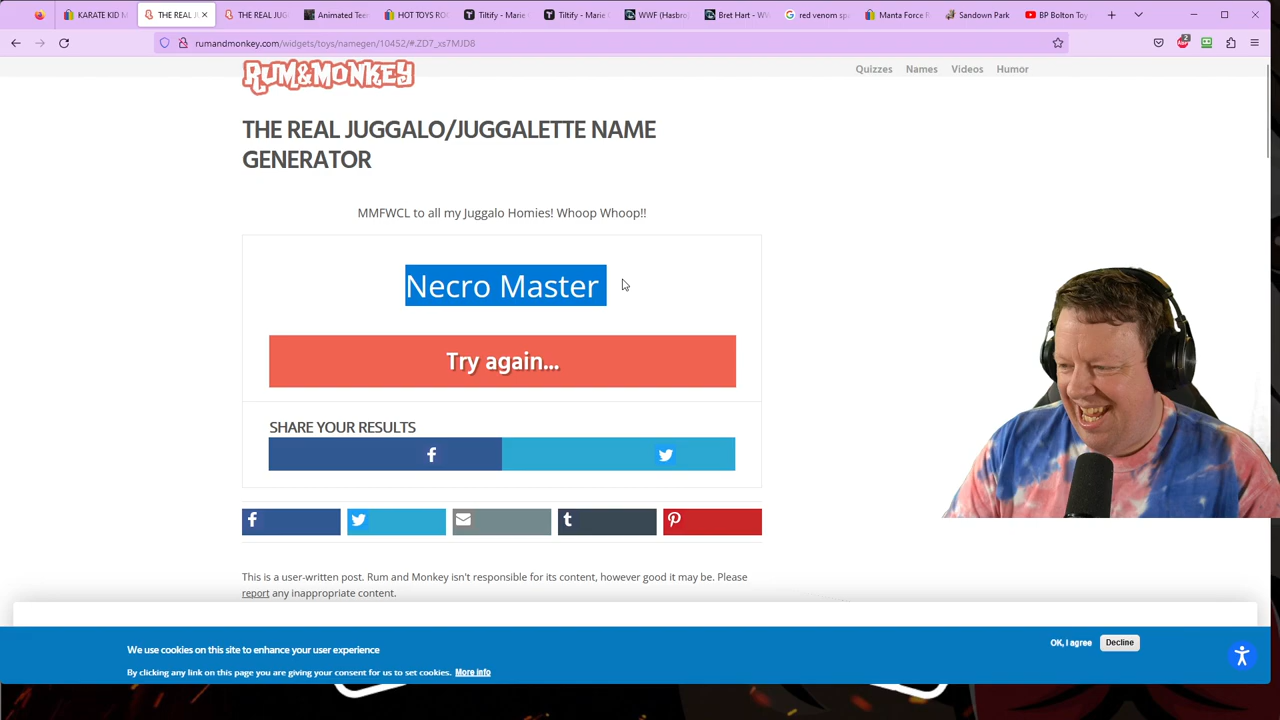 KARATE KID M
THE REAL JU
THE REAL JUG
Animated Teen
HOT TOYS RO
Tiltify - Marie
Tiltify - Marie
WWF (Hasbro)
Bret Hart - WW
red venom spa
Manta Force R
Sandown Park
BP Bolton Toy
rumandmonkey.com/widgets/toys/namegen/10452/#.ZD7_xs7MJD8
2
RUM&MONKEY
Quizzes Names Videos Humor
THE REAL JUGGALO/JUGGALETTE NAME
GENERATOR
MMFWCL to all my Juggalo Homies! Whoop Whoop!!
Necro Master
Try again...
SHARE YOUR RESULTS
This is a user-written post. Rum and Monkey isn't responsible for its content, however good it may be. Please
report any inappropriate content.
We use cookies on this site to enhance your user experience
OK, I agree Decline
By clicking any link on this page you are giving your consent for us to set cookies. More info